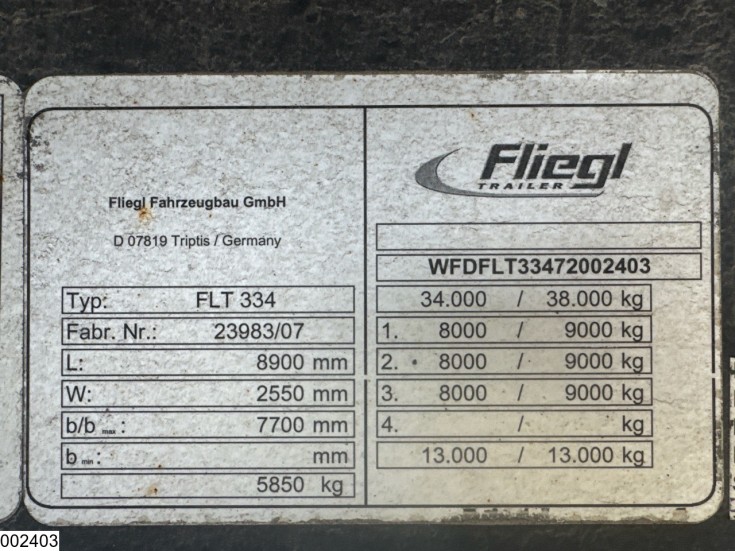 Fliegl Fahrzeugbau GmbH
D 07819 Triptis / Germany
Typ: FLT 334
Fabr. Nr.: 23983/07
L: 8900 mm
W: 2550 mm
b/b max : 7700 mm
b min : mm
5850 kg
Fliegl
TRAILER
WFDFLT33472002403
34.000 / 38.000 kg
1. 8000 / 9000 kg
2. 8000 / 9000 kg
3. 8000 / 9000 kg
4. / kg
13.000 / 13.000 kg
002403